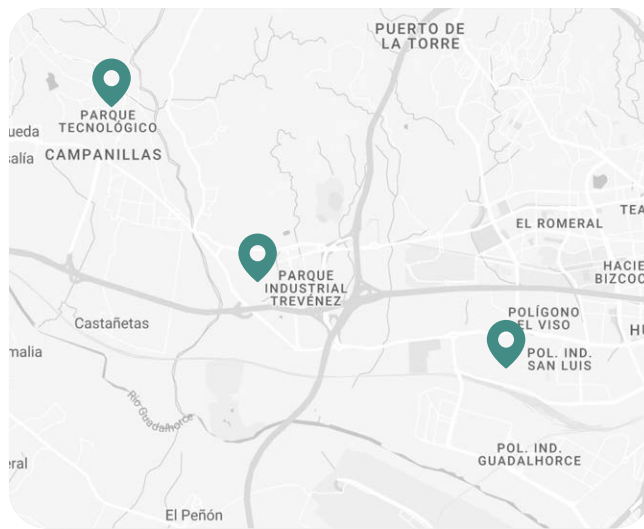 PUERTO DE
LA TORRE
PARQUE
TECNOLÓGICO
ueda
salía
CAMPANILLAS
TEA
EL ROMERAL
PARQUE
INDUSTRIAL
TREVÉNEZ
HACIE
BIZCOC
POLÍGONO
EL VISO
Castañetas
HU
malia
POL. IND.
SAN LUIS
Río Guadalhorce
POL. IND.
GUADALHORCE
eral
El Peñón